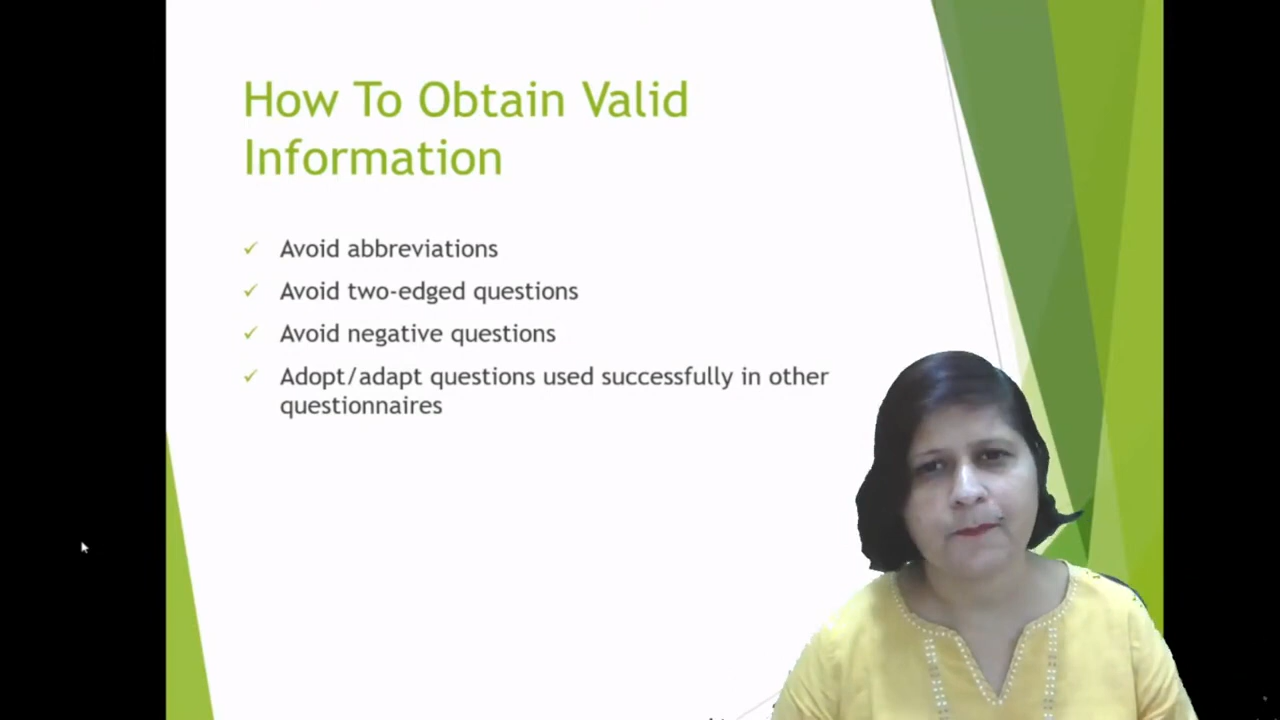 How To Obtain Valid
Information
Avoid abbreviations
Avoid two-edged questions
Avoid negative questions
Adopt/adapt questions used successfully in other
questionnaires